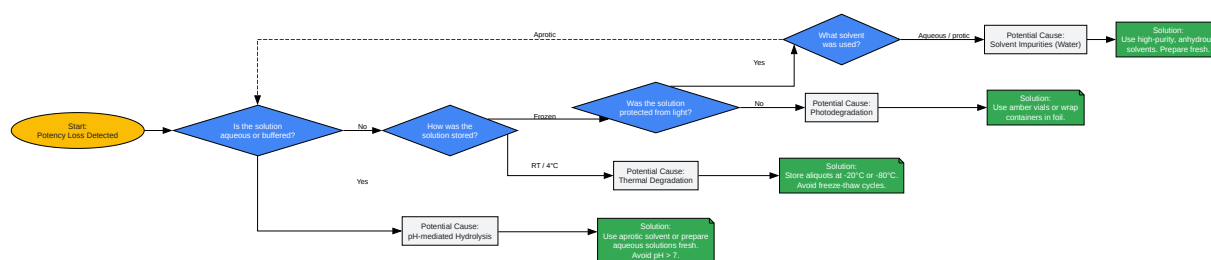 Start:
Potency Loss Detected
Is the solution
aqueous or buffered?
No
Yes
How was the
solution stored?
Frozen
RT / 4°C
Was the solution
protected from light?
Yes
No
What solvent
was used?
Aprotic
Aqueous / protic
Potential Cause:
Solvent Impurities (Water)
Solution:
Use high-purity, anhydrou
solvents. Prepare fresh.
Potential Cause:
Photodegradation
Solution:
Use amber vials or wrap
containers in foil.
Potential Cause:
Thermal Degradation
Solution:
Store aliquots at -20°C or -80°C.
Avoid freeze-thaw cycles.
Potential Cause:
pH-mediated Hydrolysis
Solution:
Use aprotic solvent or prepare
aqueous solutions fresh.
Avoid pH > 7.